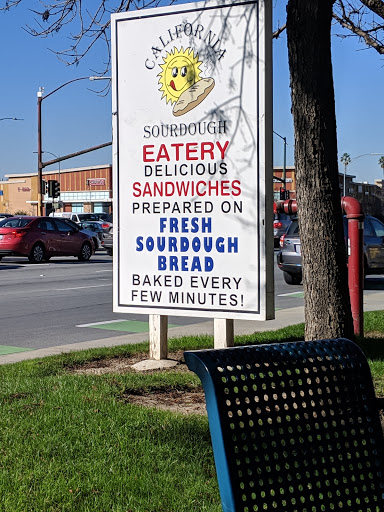 CALIFORNIA
SOURDOUGH
EATERY
DELICIOUS
SANDWICHES
PREPARED ON
FRESH
SOURDOUGH
BREAD
BAKED EVERY
FEW MINUTES!